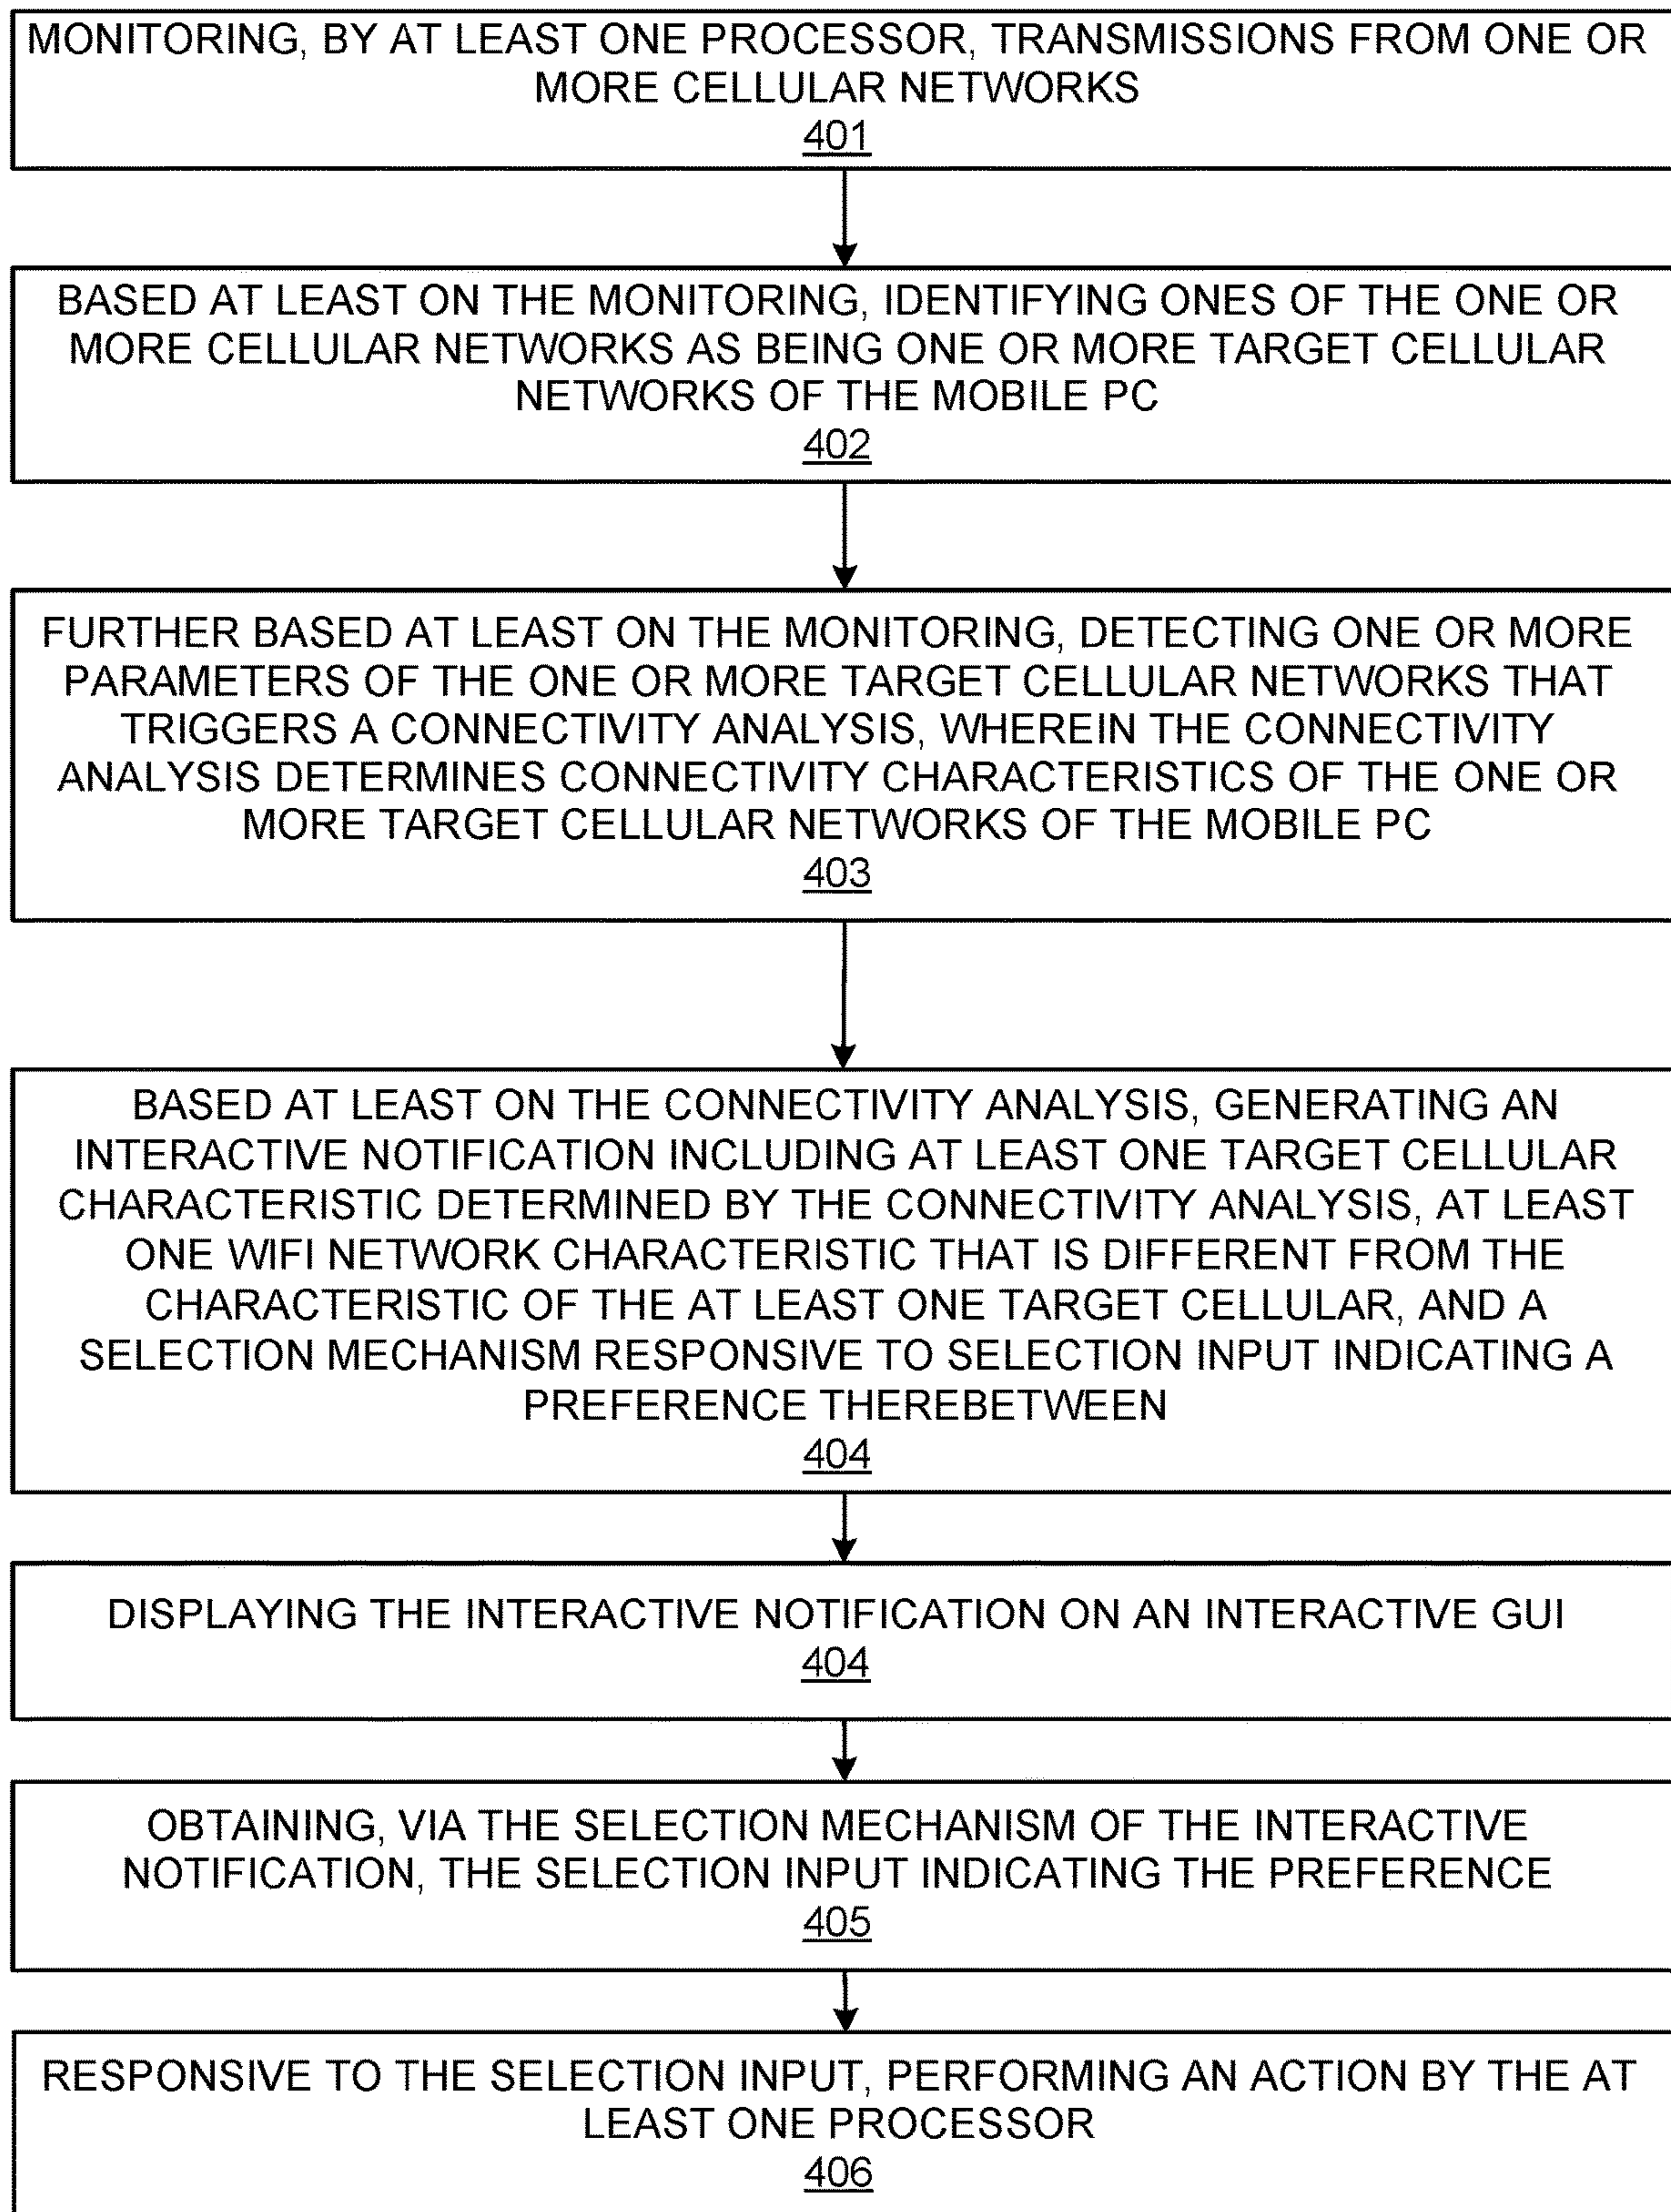 MONITORING, BY AT LEAST ONE PROCESSOR, TRANSMISSIONS FROM ONE OR
MORE CELLULAR NETWORKS
401
BASED AT LEAST ON THE MONITORING, IDENTIFYING ONES OF THE ONE OR
MORE CELLULAR NETWORKS AS BEING ONE OR MORE TARGET CELLULAR
NETWORKS OF THE MOBILE PC
402
FURTHER BASED AT LEAST ON THE MONITORING, DETECTING ONE OR MORE
PARAMETERS OF THE ONE OR MORE TARGET CELLULAR NETWORKS THAT
TRIGGERS A CONNECTIVITY ANALYSIS, WHEREIN THE CONNECTIVITY
ANALYSIS DETERMINES CONNECTIVITY CHARACTERISTICS OF THE ONE OR
MORE TARGET CELLULAR NETWORKS OF THE MOBILE PC
403
BASED AT LEAST ON THE CONNECTIVITY ANALYSIS, GENERATING AN
INTERACTIVE NOTIFICATION INCLUDING AT LEAST ONE TARGET CELLULAR
CHARACTERISTIC DETERMINED BY THE CONNECTIVITY ANALYSIS, AT LEAST
ONE WIFI NETWORK CHARACTERISTIC THAT IS DIFFERENT FROM THE
CHARACTERISTIC OF THE AT LEAST ONE TARGET CELLULAR, AND A
SELECTION MECHANISM RESPONSIVE TO SELECTION INPUT INDICATING A
PREFERENCE THEREBETWEEN
404
DISPLAYING THE INTERACTIVE NOTIFICATION ON AN INTERACTIVE GUI
404
OBTAINING, VIA THE SELECTION MECHANISM OF THE INTERACTIVE
NOTIFICATION, THE SELECTION INPUT INDICATING THE PREFERENCE
405
RESPONSIVE TO THE SELECTION INPUT, PERFORMING AN ACTION BY THE AT
LEAST ONE PROCESSOR
406